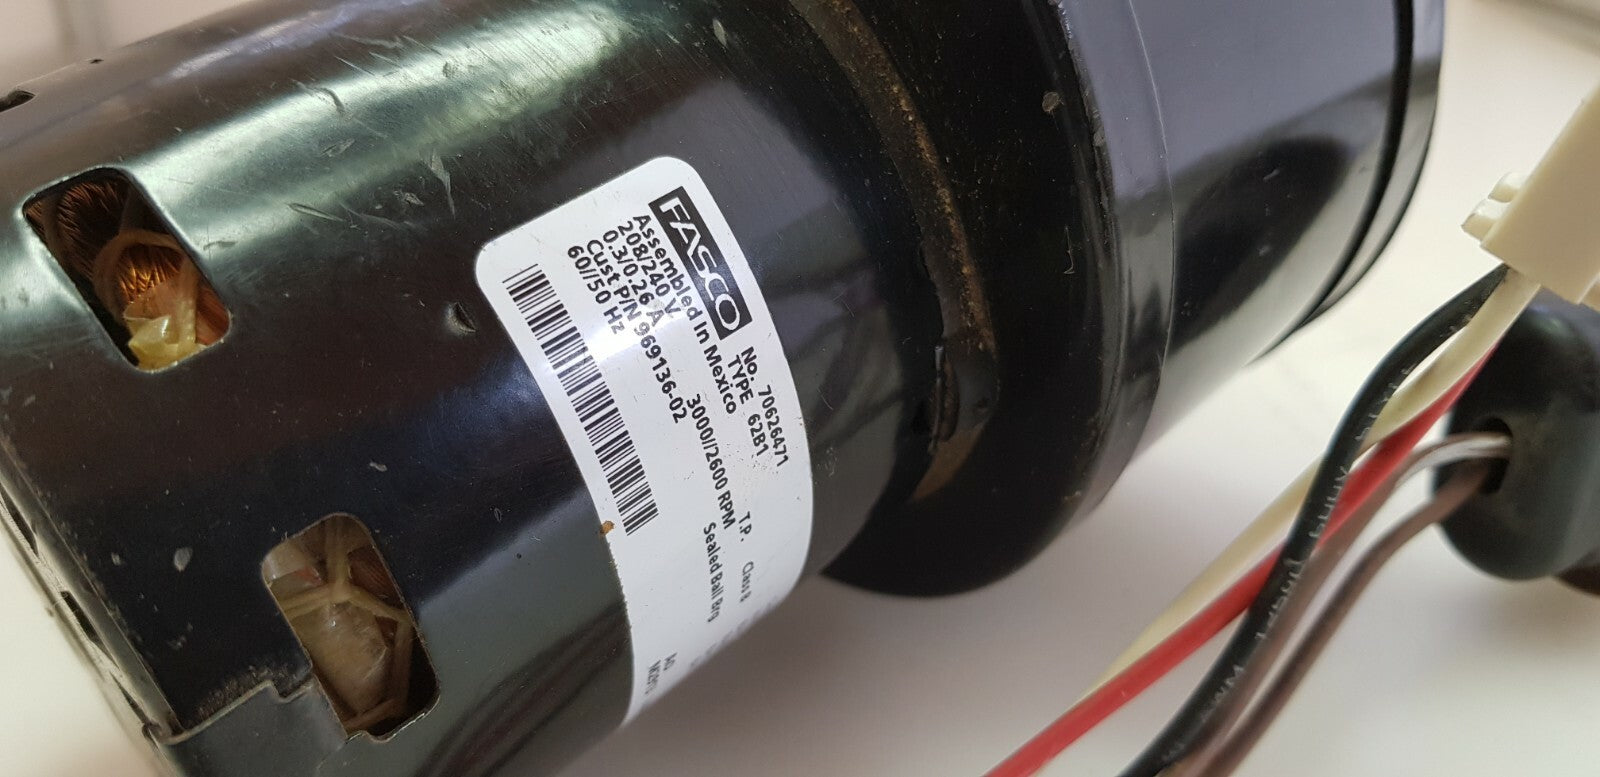 FASCO
No. 70626471 T.P. Class B
Assembled In Mexico TYPE 62B1
208/240 V 3000//2600 RPM Sealed Ball Brg
0.3/0.26 A
Cust P/N 969136-02
60//50 Hz